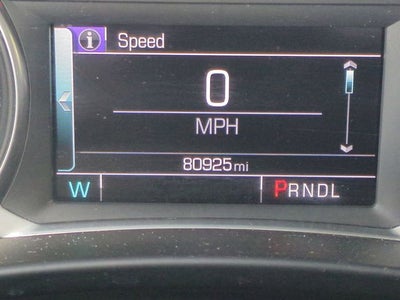 i Speed
0
MPH
80925 mi
W PRNDL